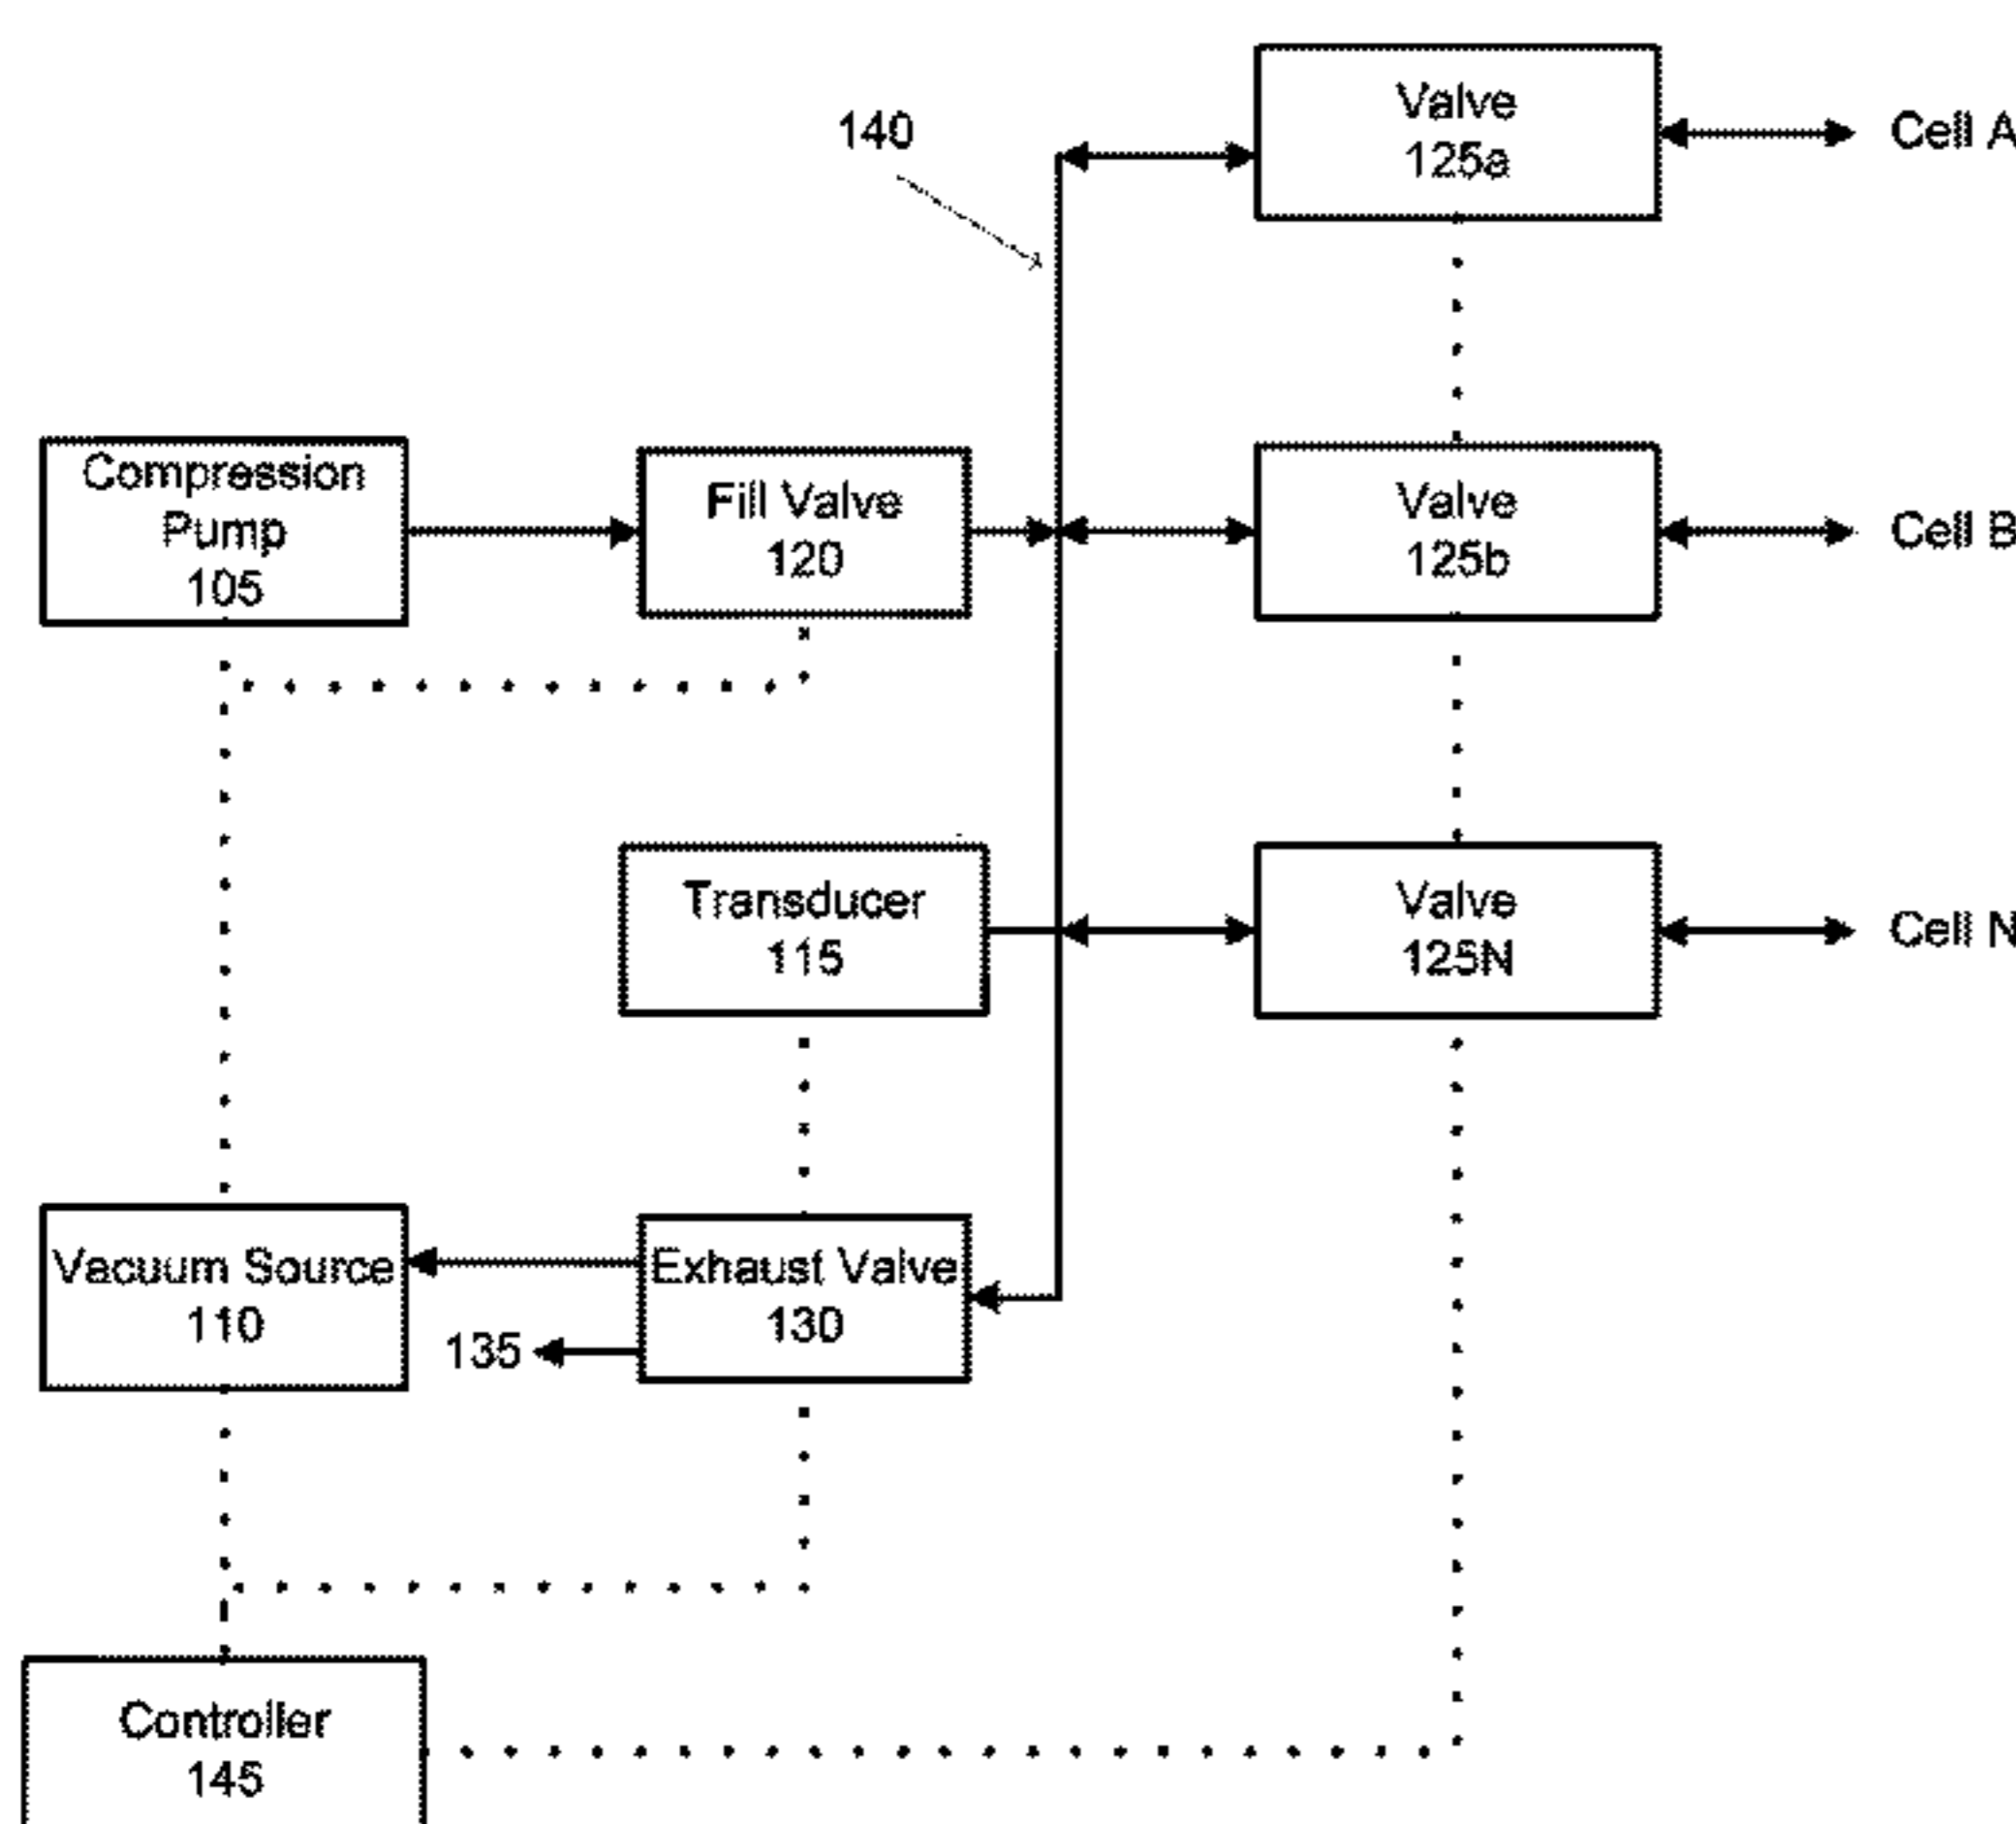 140
Valve
125a
Cell A
Compression
Pump
105
Fill Valve
120
Valve
125b
Cell B
Transducer
115
Valve
125N
Cell N
Vacuum Source
110
135
Exhaust Valve
130
Controller
145